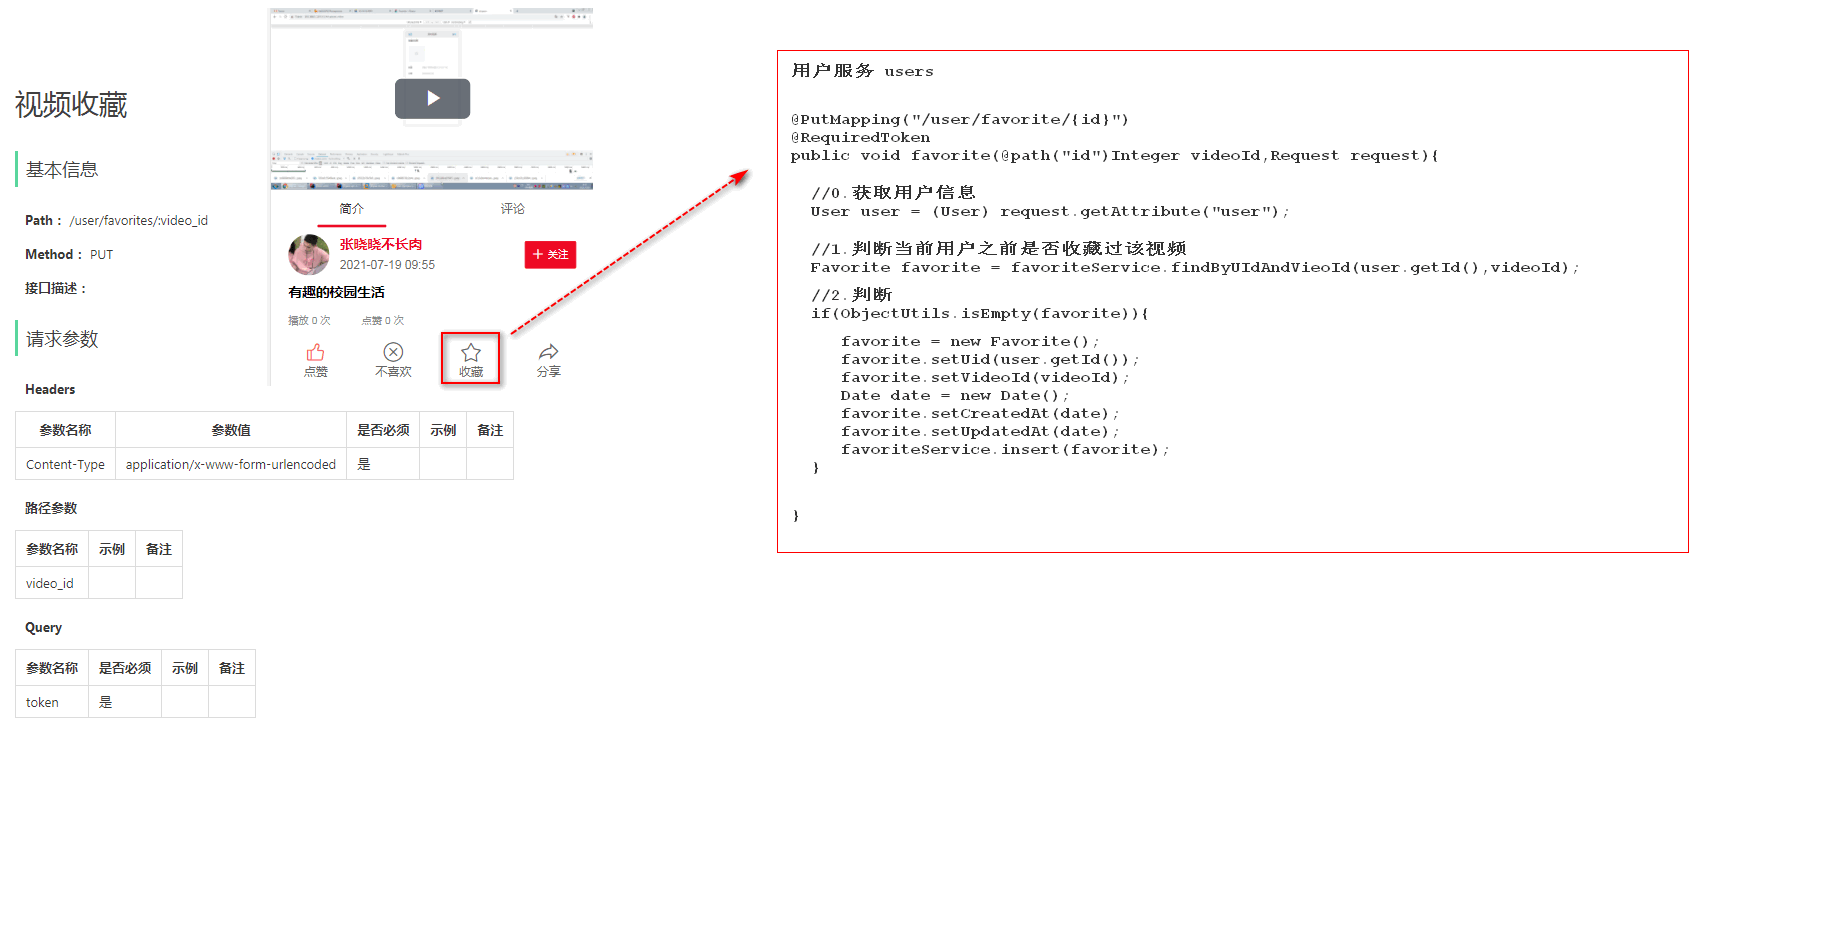 视频收藏
基本信息
Path： /user/favorites/:video_id
Method： PUT
接口描述：
请求参数
Headers
参数名称 参数值 是否必须 示例 备注
Content-Type application/x-www-form-urlencoded 是
路径参数
参数名称 示例 备注
video_id
Query
参数名称 是否必须 示例 备注
token 是
简介 评论
张晓晓不长肉
2021-07-19 09:55
+ 关注
有趣的校园生活
播放 0 次 点赞 0 次
点赞 不喜欢 收藏 分享
用户服务 users
@PutMapping("/user/favorite/{id}")
@RequiredToken
public void favorite(@path("id")Integer videoId,Request request){
//0.获取用户信息
User user = (User) request.getAttribute("user");
//1.判断当前用户之前是否收藏过该视频
Favorite favorite = favoriteService.findByUIdAndVieoId(user.getId(),videoId);
//2.判断
if(ObjectUtils.isEmpty(favorite)){
favorite = new Favorite();
favorite.setUid(user.getId());
favorite.setVideoId(videoId);
Date date = new Date();
favorite.setCreatedAt(date);
favorite.setUpdatedAt(date);
favoriteService.insert(favorite);
}
}